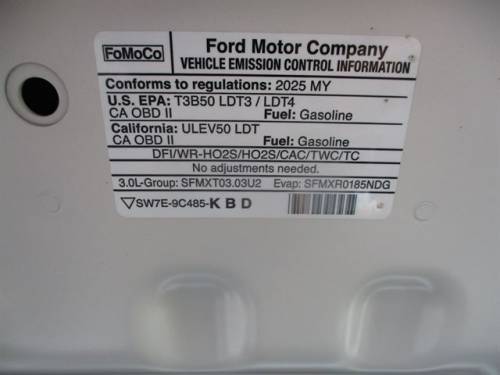 FoMoCo
Ford Motor Company
VEHICLE EMISSION CONTROL INFORMATION
Conforms to regulations: 2025 MY
U.S. EPA: T3B50 LDT3 / LDT4
CA OBD II Fuel: Gasoline
California: ULEV50 LDT
CA OBD II Fuel: Gasoline
DFI/WR-HO2S/HO2S/CAC/TWC/TC
No adjustments needed.
3.0L-Group: SFMXT03.03U2 Evap: SFMXR0185NDG
SW7E-9C485-K B D